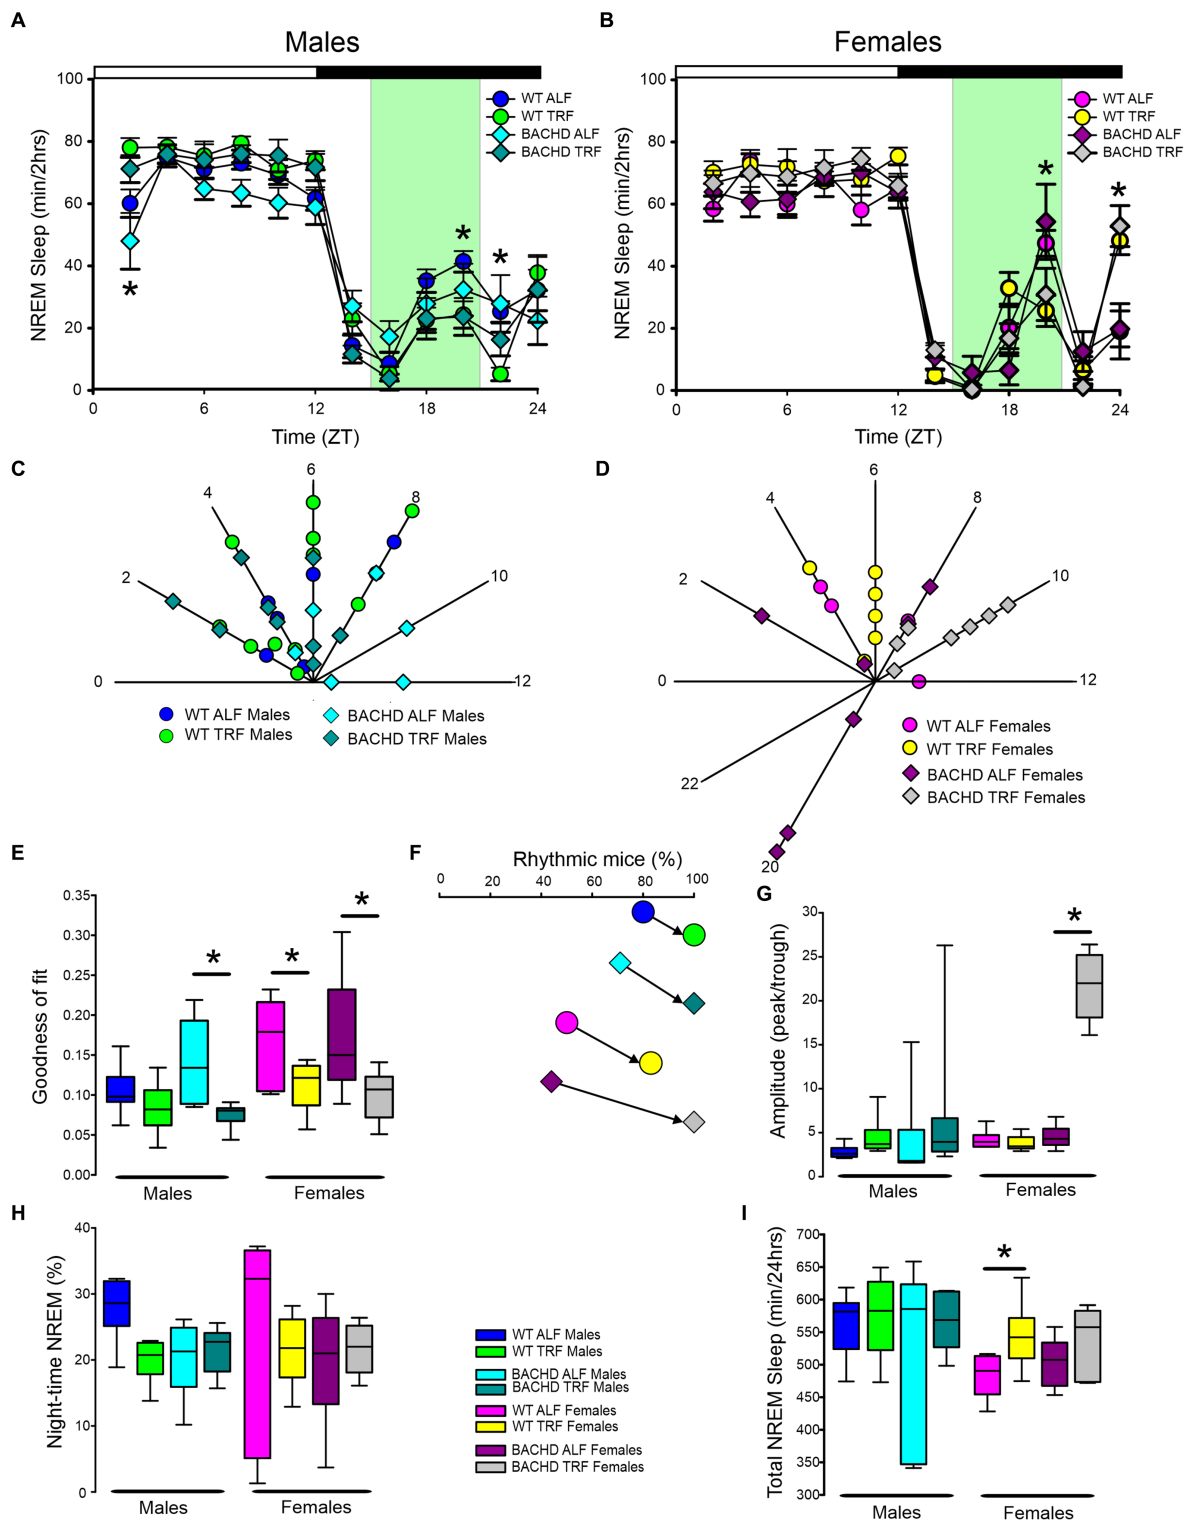 A
Males
NREM Sleep (min/2hrs)
100
80
60
40
20
0
0
6
12
18
24
Time (ZT)
WT ALF
WT TRF
BACHD ALF
BACHD TRF
*
*
*
B
Females
NREM Sleep (min/2hrs)
100
80
60
40
20
0
0
6
12
18
24
Time (ZT)
WT ALF
WT TRF
BACHD ALF
BACHD TRF
*
*
C
0
2
4
6
8
10
12
WT ALF Males
WT TRF Males
BACHD ALF Males
BACHD TRF Males
D
0
2
4
6
8
10
12
22
20
WT ALF Females
WT TRF Females
BACHD ALF Females
BACHD TRF Females
E
Goodness of fit
0.35
0.30
0.25
0.20
0.15
0.10
0.05
0.00
*
*
*
Males
Females
F
Rhythmic mice (%)
0
20
40
60
80
100
G
Amplitude (peak/trough)
30
25
20
15
10
5
0
*
Males
Females
H
Night-time NREM (%)
40
30
20
10
0
Males
Females
WT ALF Males
WT TRF Males
BACHD ALF Males
BACHD TRF Males
WT ALF Females
WT TRF Females
BACHD ALF Females
BACHD TRF Females
I
Total NREM Sleep (min/24hrs)
700
650
600
550
500
450
400
350
300
*
Males
Females